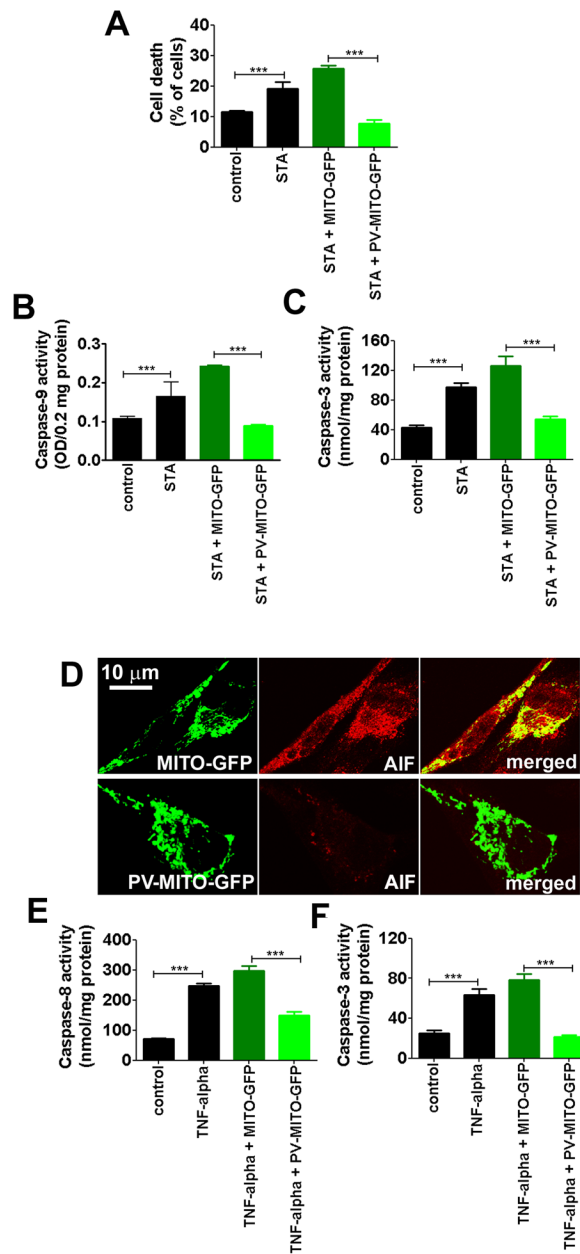 A
Cell death
(% of cells)
40
30
20
10
0
***
***
control
STA
STA + MITO-GFP
STA + PV-MITO-GFP
B
Caspase-9 activity
(OD/0.2 mg protein)
0.3
0.2
0.1
0.0
***
***
control
STA
STA + MITO-GFP
STA + PV-MITO-GFP
C
Caspase-3 activity
(nmol/mg protein)
160
120
80
40
0
***
***
control
STA
STA + MITO-GFP
STA + PV-MITO-GFP
D
10 μm
MITO-GFP
AIF
merged
PV-MITO-GFP
AIF
merged
E
Caspase-8 activity
(nmol/mg protein)
400
300
200
100
0
***
***
control
TNF-alpha
TNF-alpha + MITO-GFP
TNF-alpha + PV-MITO-GFP
F
Caspase-3 activity
(nmol/mg protein)
120
80
40
0
***
***
control
TNF-alpha
TNF-alpha + MITO-GFP
TNF-alpha + PV-MITO-GFP